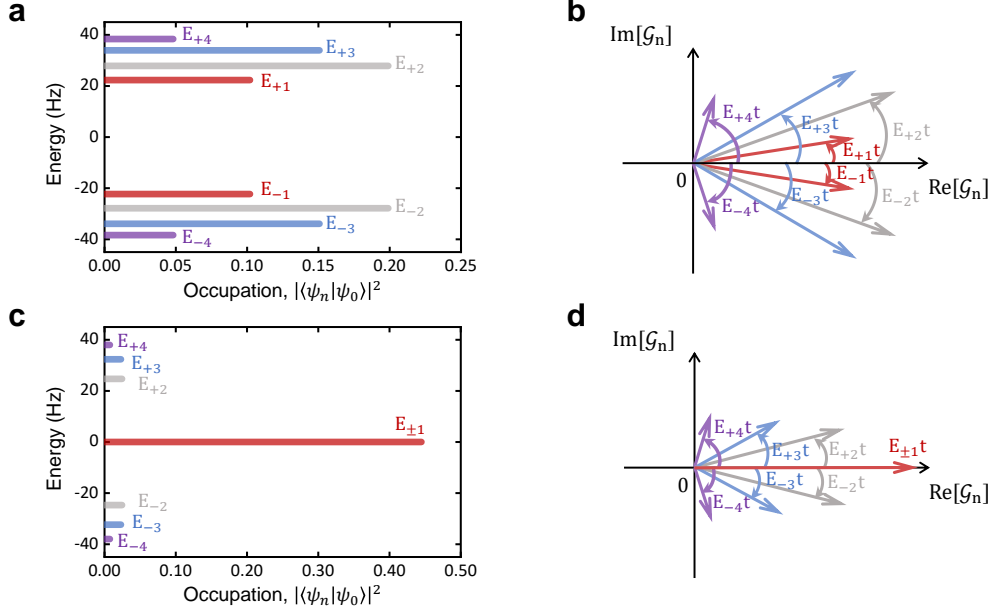 a
Energy (Hz)
40
20
0
-20
-40
E₊₄
E₊₃
E₊₂
E₊₁
E₋₁
E₋₂
E₋₃
E₋₄
0.00 0.05 0.10 0.15 0.20 0.25
Occupation, |⟨ψₙ|ψ₀⟩|²
b
Im[𝒢ₙ]
E₊₄t
E₊₃t
E₊₂t
E₊₁t
0
E₋₁t
Re[𝒢ₙ]
E₋₃t
E₋₂t
E₋₄t
c
Energy (Hz)
40
20
0
-20
-40
E₊₄
E₊₃
E₊₂
E±₁
E₋₂
E₋₃
E₋₄
0.00 0.10 0.20 0.30 0.40 0.50
Occupation, |⟨ψₙ|ψ₀⟩|²
d
Im[𝒢ₙ]
E₊₄t
E₊₃t
E₊₂t
E±₁t
0
E₋₃t
E₋₂t
Re[𝒢ₙ]
E₋₄t